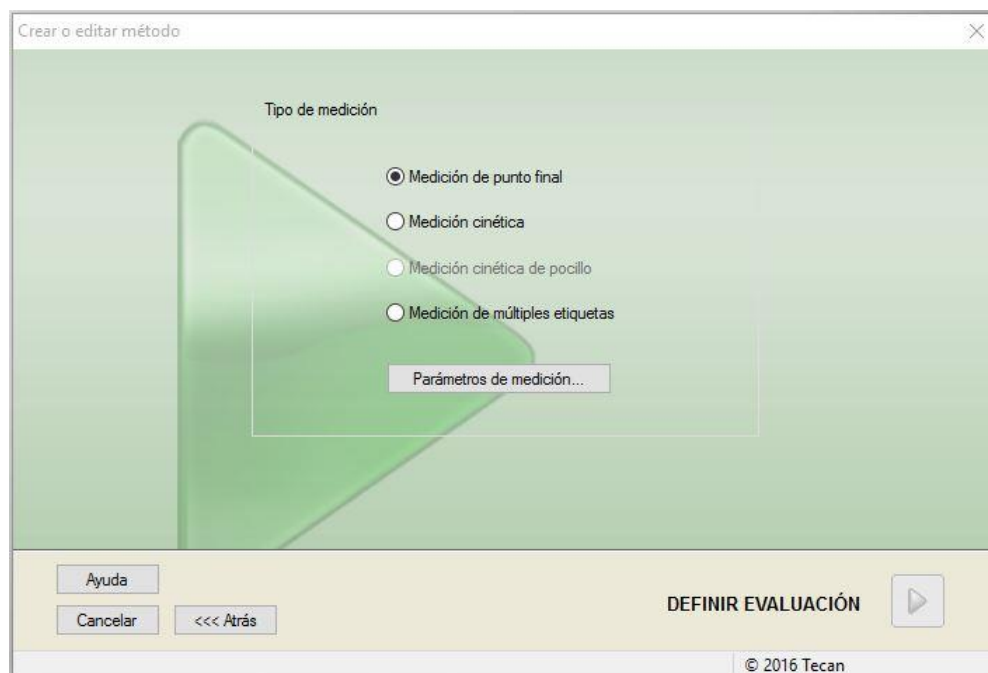 Crear o editar método
Tipo de medición
Medición de punto final
Medición cinética
Medición cinética de pocillo
Medición de múltiples etiquetas
Parámetros de medición...
Ayuda
Cancelar
<<< Atrás
DEFINIR EVALUACIÓN
© 2016 Tecan